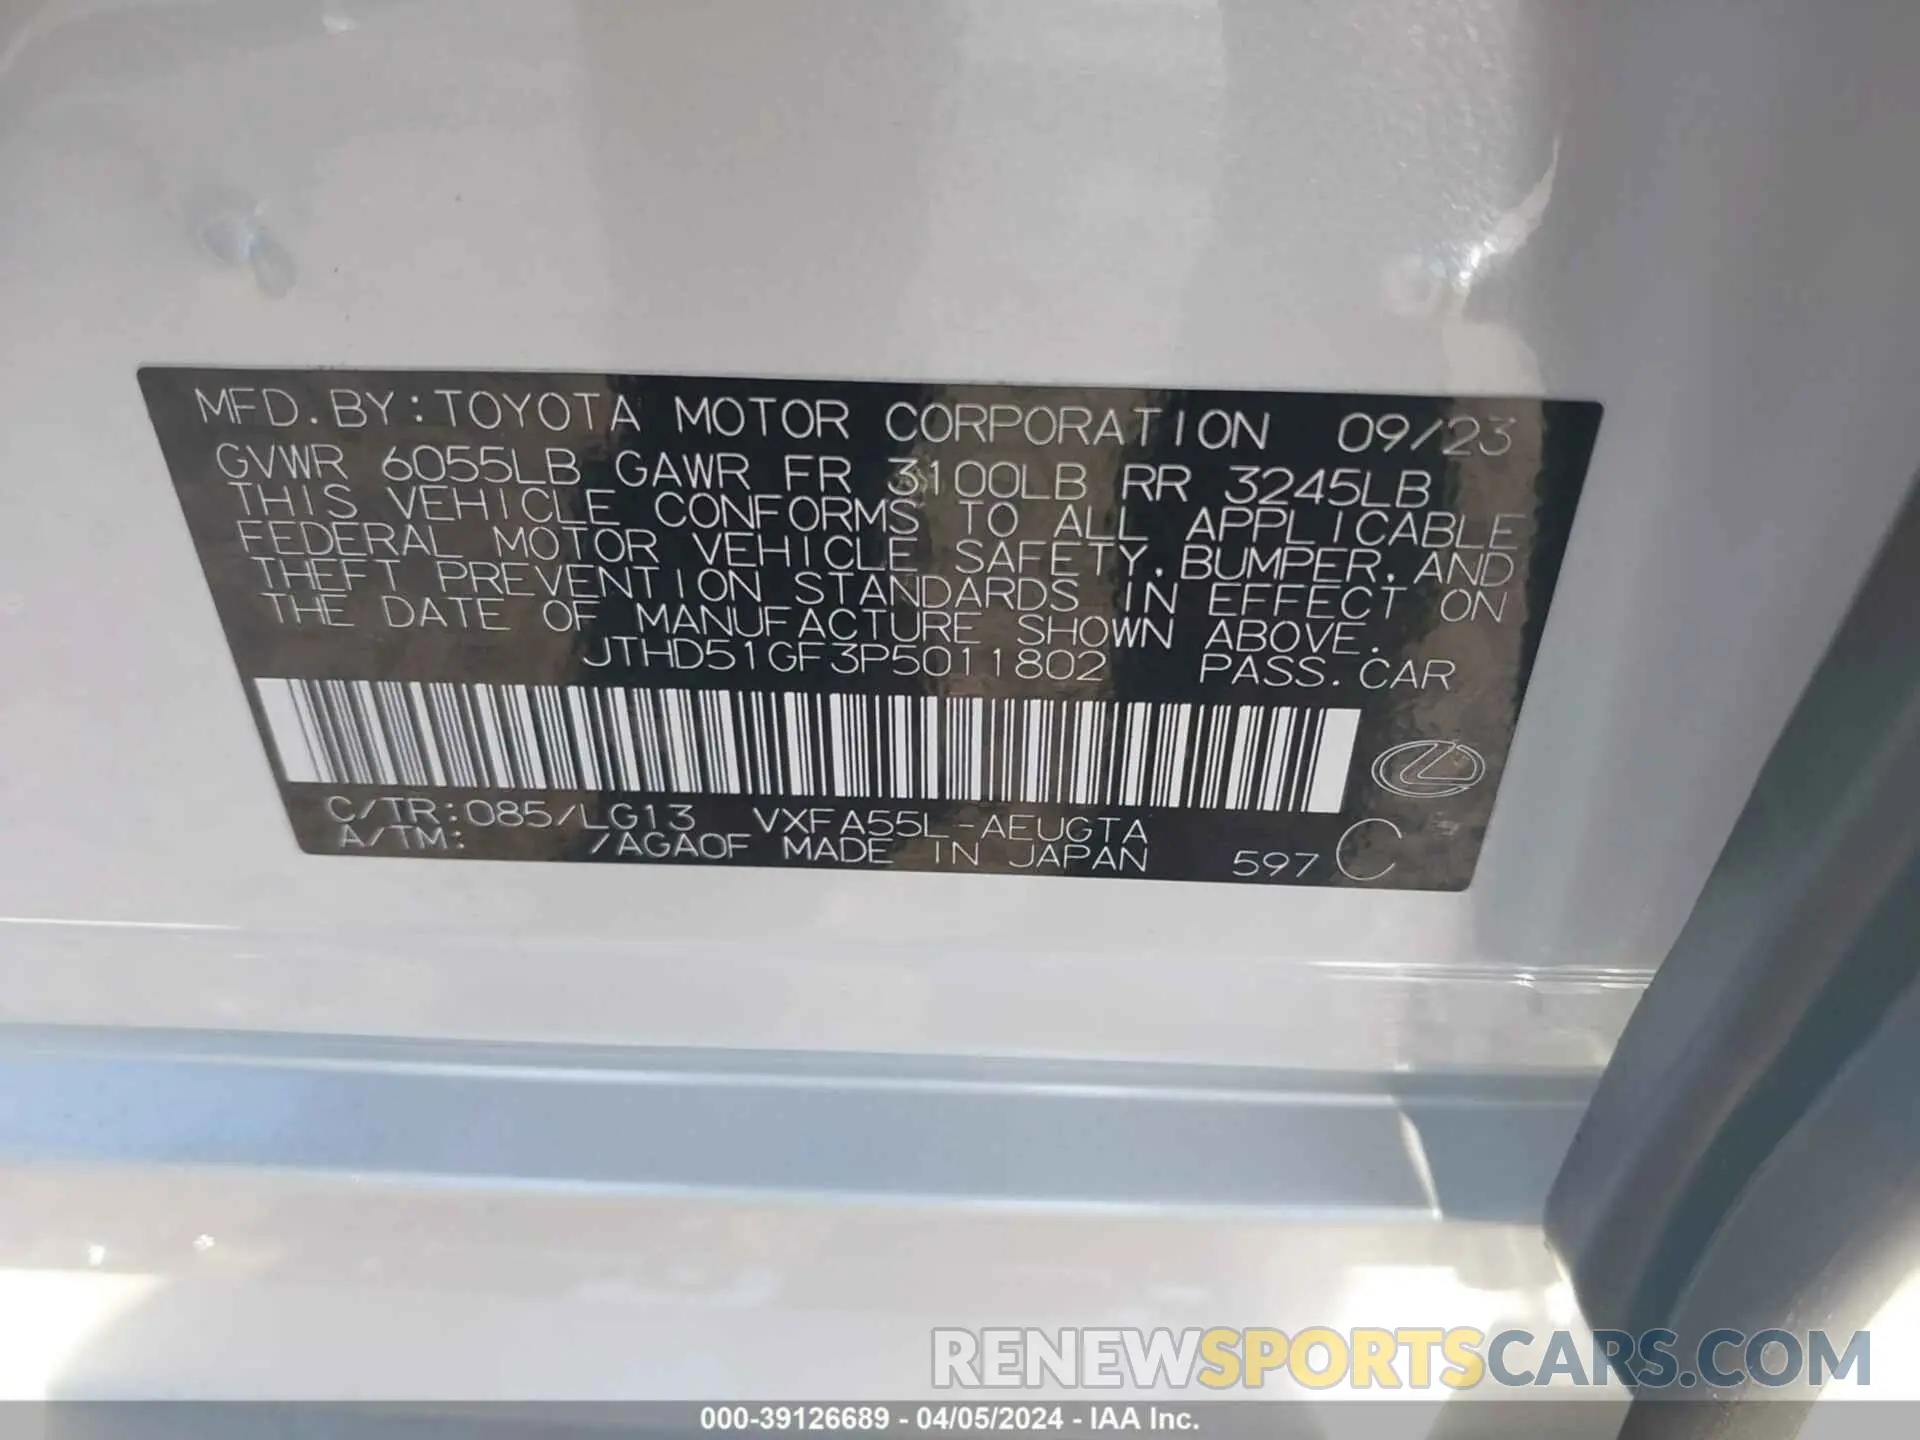 MFD. BY:TOYOTA MOTOR CORPORATION 09/23
GVWR 6055LB GAWR FR 3100LB RR 3245LB
THIS VEHICLE CONFORMS TO ALL APPLICABLE
FEDERAL MOTOR VEHICLE SAFETY, BUMPER, AND
THEFT PREVENTION STANDARDS IN EFFECT ON
THE DATE OF MANUFACTURE SHOWN ABOVE.
JTHD51GF3P5011802 PASS. CAR
C/TR:085/LG13 VXFA55L-AEUGTA
A/TM: /AGA0F MADE IN JAPAN 597 C
RENEWSPORTSCARS.COM
000-39126689 - 04/05/2024 - IAA Inc.